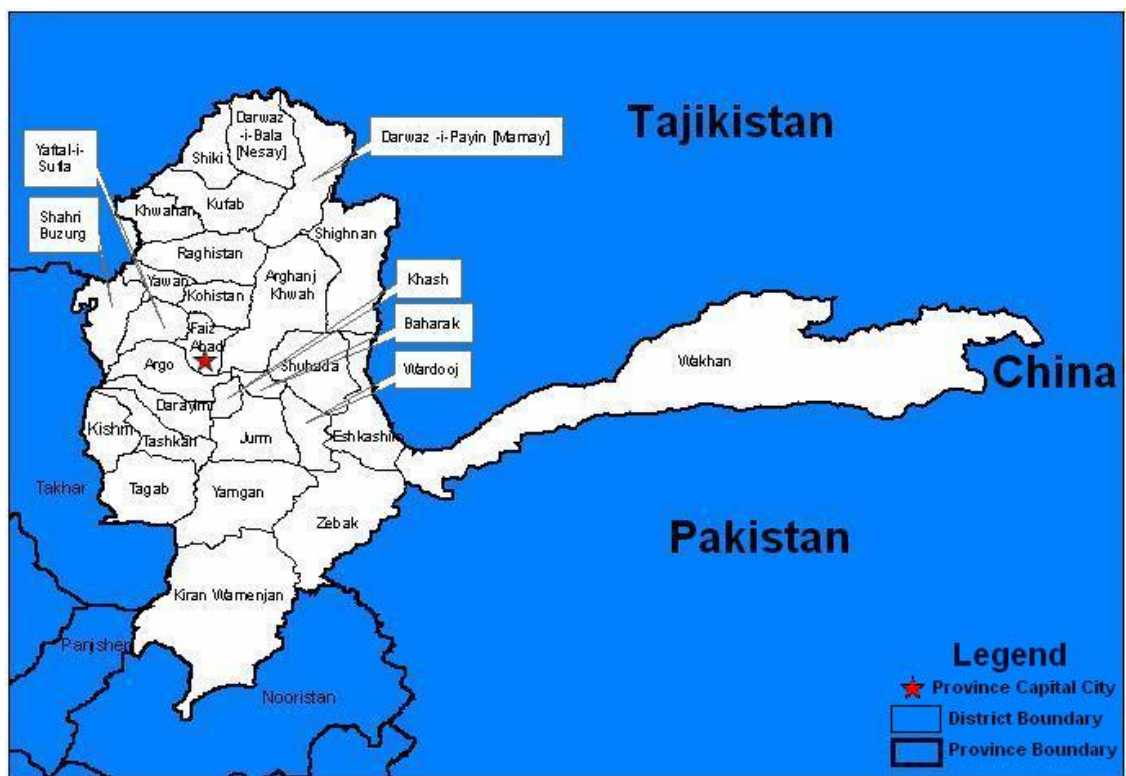 Tajikistan
Darwaz
-i-Bala
[Nesay]
Darwaz -i-Payin [Mamay]
Yaftal-i-
Sufla
Shiki
Kufab
Khwahan
Shahri
Buzurg
Shighnan
Raghistan
Arghanj
Khwah
Khash
Yawan
Kohistan
Baharak
Faiz
Abad
Argo
Shuhada
Wardooj
Wakhan
China
Darayim
Kishm
Tashkan
Jurm
Eshkashim
Takhar
Tagab
Yamgan
Zebak
Pakistan
Kiran Wamenjan
Panjsher
Nooristan
Legend
Province Capital City
District Boundary
Province Boundary